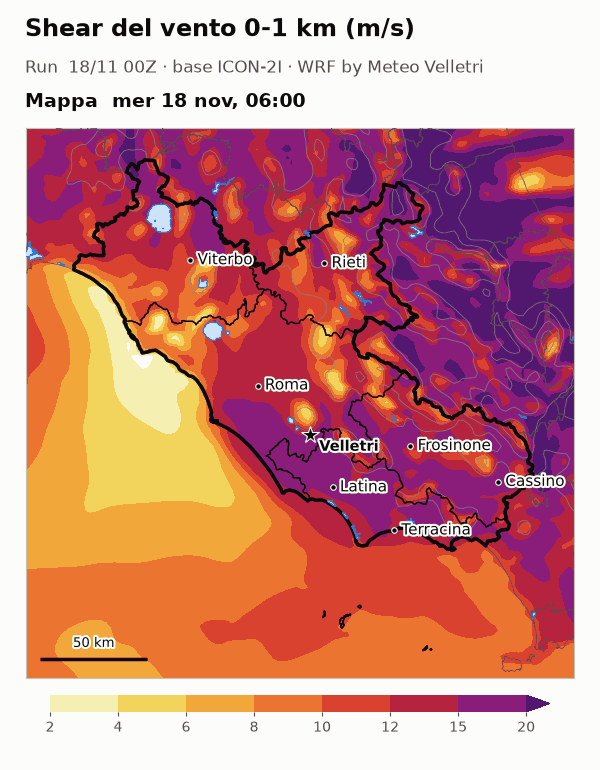 Shear del vento 0-1 km (m/s)
Run  18/11 00Z · base ICON-2I · WRF by Meteo Velletri
Mappa  mer 18 nov, 06:00
Viterbo
Rieti
Roma
Velletri
Frosinone
Latina
Cassino
Terracina
50 km
2 4 6 8 10 12 15 20